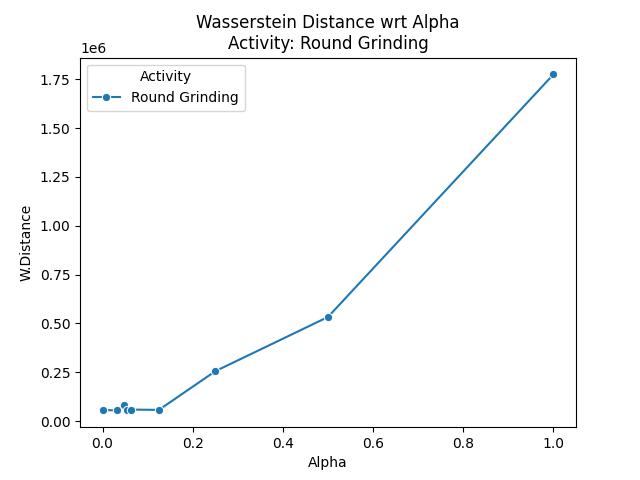 Wasserstein Distance wrt Alpha
Activity: Round Grinding
1e6
Activity
Round Grinding
1.75
1.50
1.25
1.00
0.75
0.50
0.25
0.00
W.Distance
0.0 0.2 0.4 0.6 0.8 1.0
Alpha